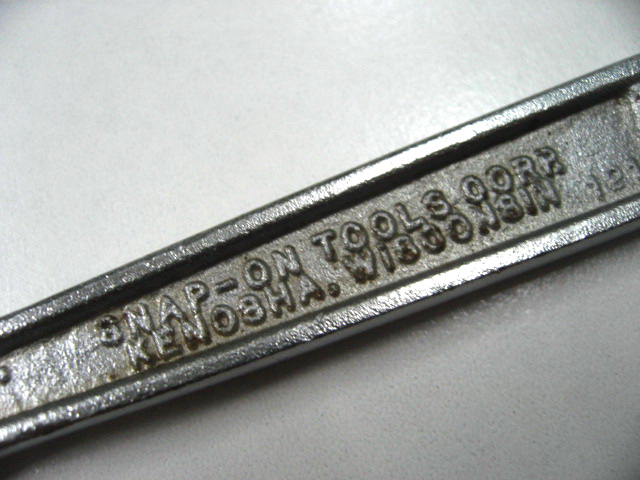 SNAP-ON TOOLS CORP
KENOSHA, WISCONSIN